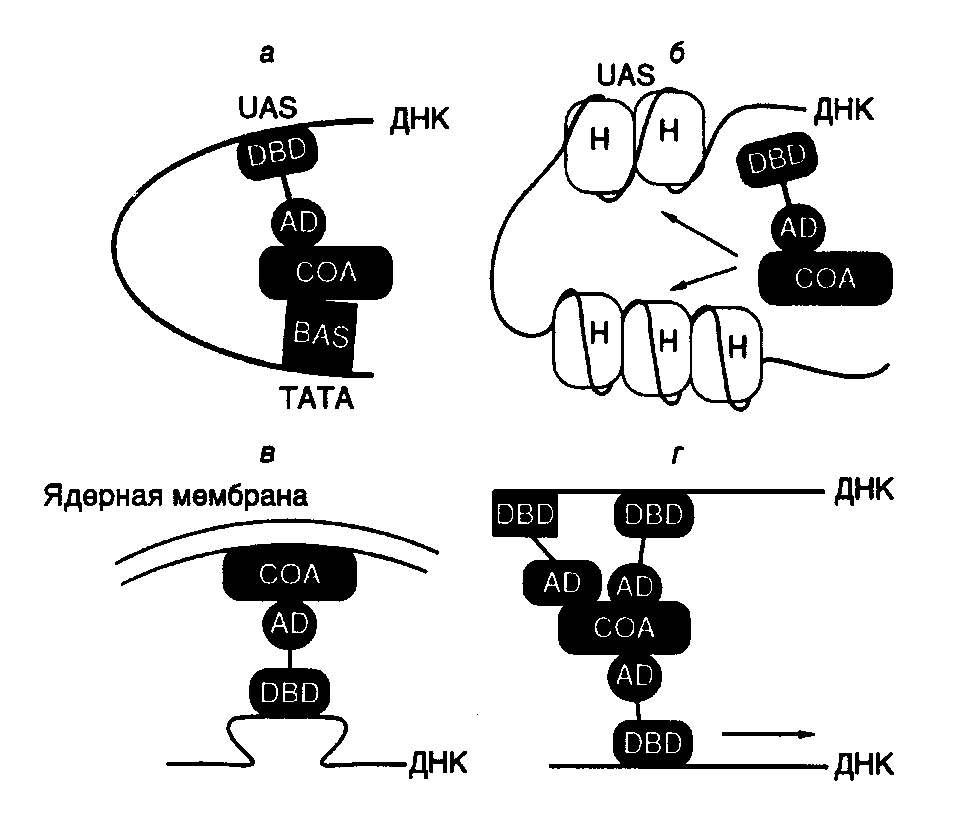 а
UAS
ДНК
DBD
AD
COA
BAS
TATA
б
UAS
ДНК
H
H
DBD
AD
COA
H
H
H
в
Ядерная мембрана
COA
AD
DBD
ДНК
г
ДНК
DBD
DBD
AD
AD
COA
AD
DBD
ДНК